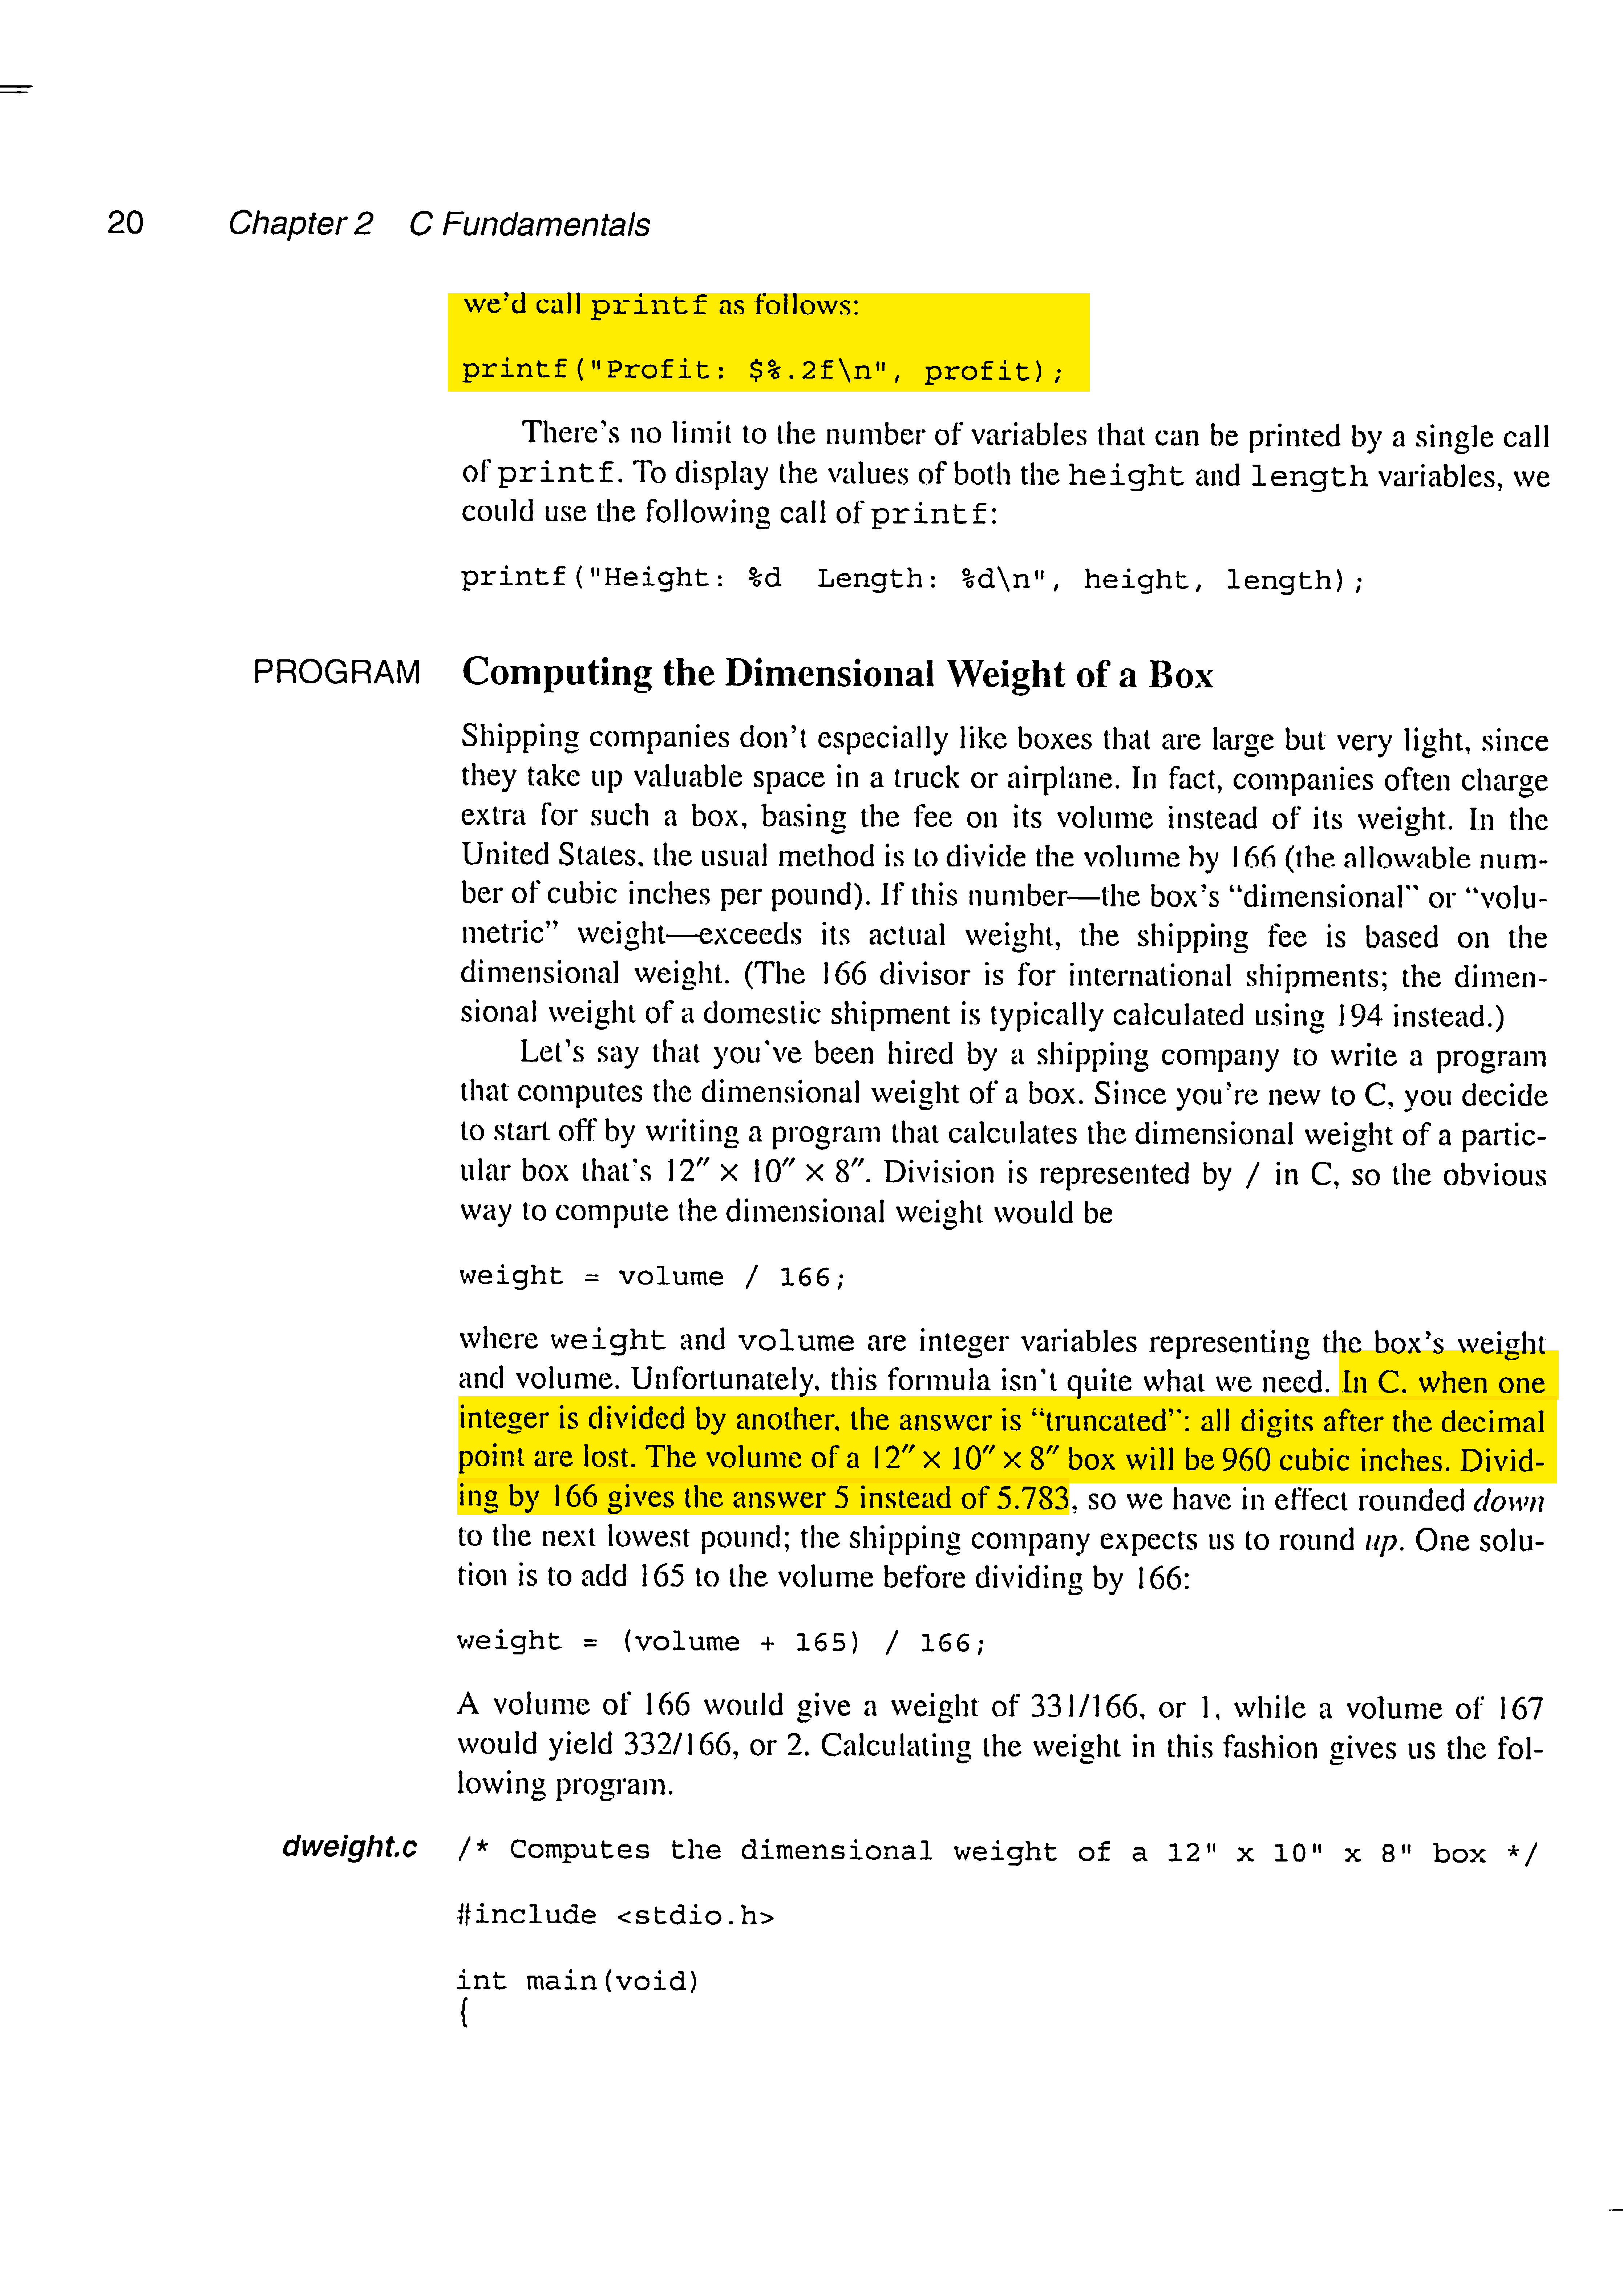 20 Chapter 2 C Fundamentals
we'd call printf as follows:
printf("Profit: $%.2f\n", profit);
There's no limit to the number of variables that can be printed by a single call
of printf. To display the values of both the height and length variables, we
could use the following call of printf:
printf("Height: %d  Length: %d\n", height, length);
PROGRAM Computing the Dimensional Weight of a Box
Shipping companies don't especially like boxes that are large but very light, since
they take up valuable space in a truck or airplane. In fact, companies often charge
extra for such a box, basing the fee on its volume instead of its weight. In the
United States, the usual method is to divide the volume by 166 (the allowable num-
ber of cubic inches per pound). If this number—the box's “dimensional” or “volu-
metric” weight—exceeds its actual weight, the shipping fee is based on the
dimensional weight. (The 166 divisor is for international shipments; the dimen-
sional weight of a domestic shipment is typically calculated using 194 instead.)
Let's say that you've been hired by a shipping company to write a program
that computes the dimensional weight of a box. Since you're new to C, you decide
to start off by writing a program that calculates the dimensional weight of a partic-
ular box that's 12″ × 10″ × 8″. Division is represented by / in C, so the obvious
way to compute the dimensional weight would be
weight = volume / 166;
where weight and volume are integer variables representing the box's weight
and volume. Unfortunately, this formula isn't quite what we need. In C, when one
integer is divided by another, the answer is “truncated”: all digits after the decimal
point are lost. The volume of a 12″ × 10″ × 8″ box will be 960 cubic inches. Divid-
ing by 166 gives the answer 5 instead of 5.783, so we have in effect rounded down
to the next lowest pound; the shipping company expects us to round up. One solu-
tion is to add 165 to the volume before dividing by 166:
weight = (volume + 165) / 166;
A volume of 166 would give a weight of 331/166, or 1, while a volume of 167
would yield 332/166, or 2. Calculating the weight in this fashion gives us the fol-
lowing program.
dweight.c /* Computes the dimensional weight of a 12" x 10" x 8" box */
#include <stdio.h>
int main(void)
{